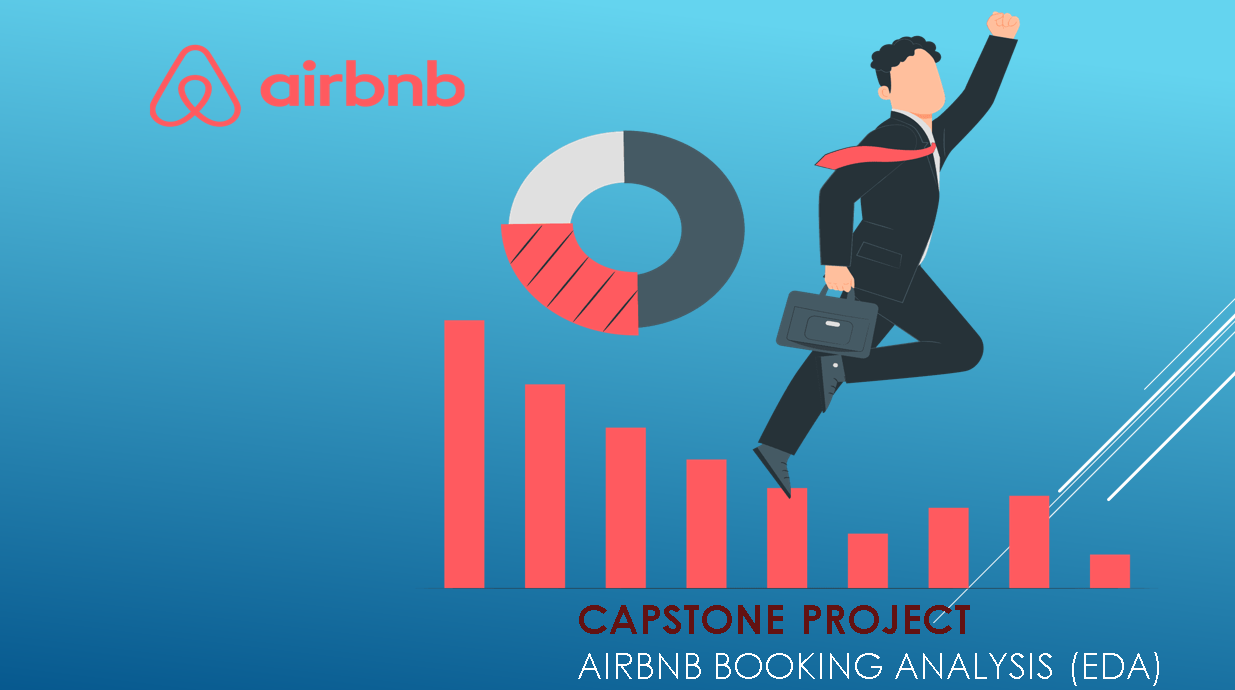 airbnb
CAPSTONE PROJECT
AIRBNB BOOKING ANALYSIS (EDA)